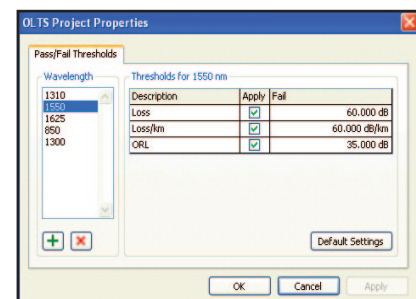 OLTS Project Properties
Pass/Fail Thresholds
Wavelength
1310
1550
1625
850
1300
Thresholds for 1550 nm
Description Apply Fail
Loss 60.000 dB
Loss/km 60.000 dB/km
ORL 35.000 dB
Default Settings
OK Cancel Apply